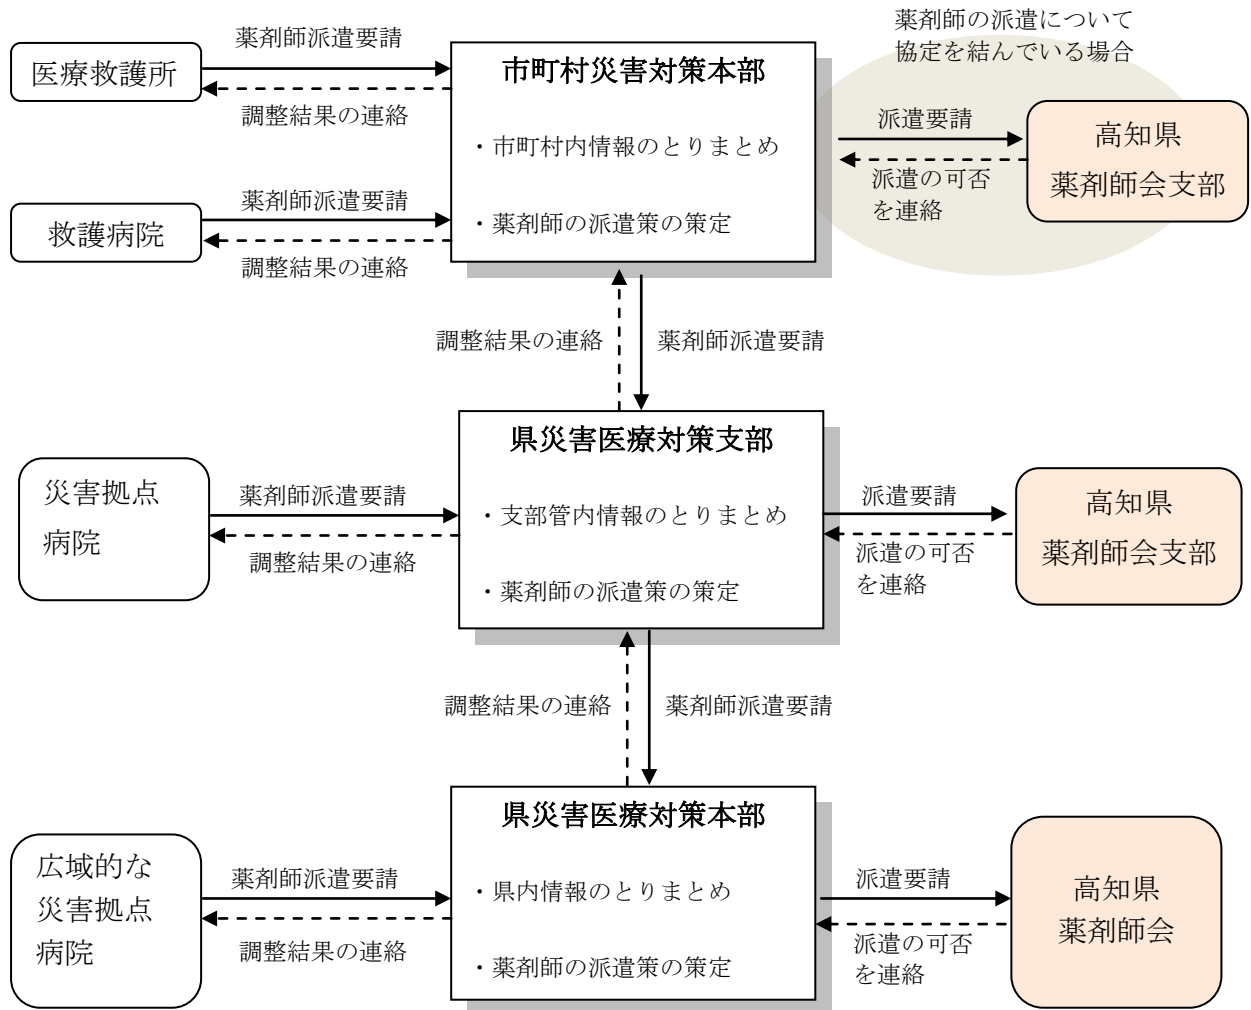 薬剤師の派遣について
協定を結んでいる場合
医療救護所
薬剤師派遣要請
調整結果の連絡
救護病院
薬剤師派遣要請
調整結果の連絡
市町村災害対策本部
・市町村内情報のとりまとめ
・薬剤師の派遣策の策定
派遣要請
派遣の可否
を連絡
高知県
薬剤師会支部
調整結果の連絡
薬剤師派遣要請
災害拠点
病院
薬剤師派遣要請
調整結果の連絡
県災害医療対策支部
・支部管内情報のとりまとめ
・薬剤師の派遣策の策定
派遣要請
派遣の可否
を連絡
高知県
薬剤師会支部
調整結果の連絡
薬剤師派遣要請
広域的な
災害拠点
病院
薬剤師派遣要請
調整結果の連絡
県災害医療対策本部
・県内情報のとりまとめ
・薬剤師の派遣策の策定
派遣要請
派遣の可否
を連絡
高知県
薬剤師会